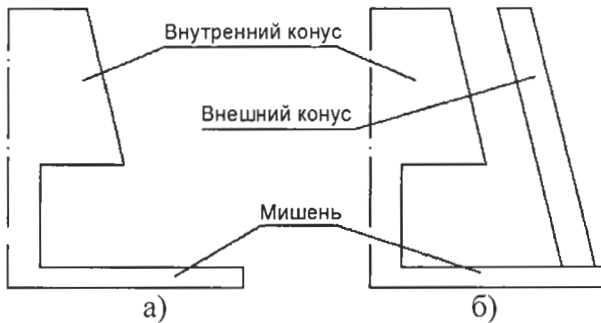 Внутренний конус
Внешний конус
Мишень
а)
б)